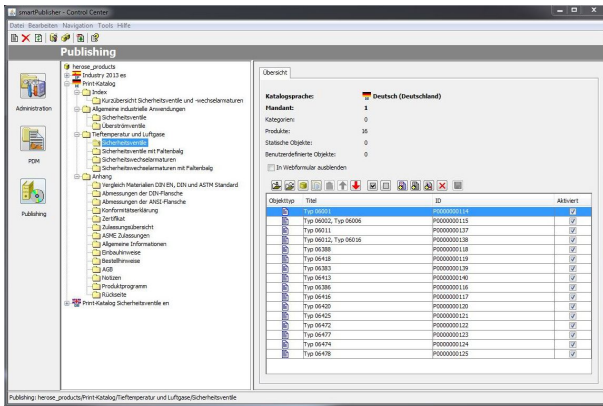 smartPublisher - Control Center
Datei Bearbeiten Navigation Tools Hilfe
Publishing
Administration
PDM
Publishing
herose_products
Industry 2013 es
Print-Katalog
Index
Kurzübersicht Sicherheitsventile und -wechselarmaturen
Allgemeine industrielle Anwendungen
Sicherheitsventile
Überströmventile
Tieftemperatur und Luftgase
Sicherheitsventile
Sicherheitsventile mit Faltenbalg
Sicherheitswechselarmaturen
Sicherheitswechselarmaturen mit Faltenbalg
Anhang
Vergleich Materialien DIN EN, DIN und ASTM Standard
Abmessungen der DIN-Flansche
Abmessungen der ANSI-Flansche
Konformitätserklärung
Zertifikat
Zulassungsübersicht
ASME Zulassungen
Allgemeine Informationen
Einbauhinweise
Bestellhinweise
AGB
Notizen
Produktprogramm
Rückseite
Print-Katalog Sicherheitsventile en
Übersicht
Katalogsprache: Deutsch (Deutschland)
Mandant: 1
Kategorien: 0
Produkte: 16
Statische Objekte: 0
Benutzerdefinierte Objekte: 0
In Webformular ausblenden
Objekttyp Titel ID Aktiviert
Typ 06001 P0000000114
Typ 06002, Typ 06006 P0000000115
Typ 06011 P0000000137
Typ 06012, Typ 06016 P0000000138
Typ 06388 P0000000118
Typ 06418 P0000000119
Typ 06383 P0000000139
Typ 06413 P0000000140
Typ 06386 P0000000116
Typ 06416 P0000000117
Typ 06420 P0000000120
Typ 06425 P0000000121
Typ 06472 P0000000122
Typ 06477 P0000000123
Typ 06474 P0000000124
Typ 06478 P0000000125
Publishing: herose_products/Print-Katalog/Tieftemperatur und Luftgase/Sicherheitsventile